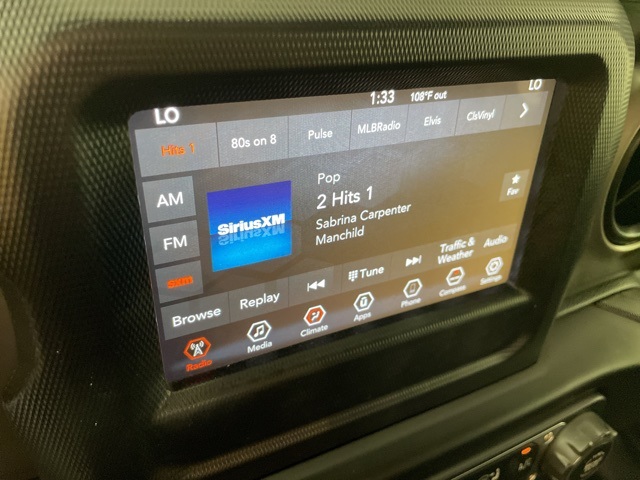 LO 1:33 108°F out LO
Hits 1 80s on 8 Pulse MLBRadio Elvis ClsVinyl
AM
FM
sxm
SiriusXM
Pop
2 Hits 1
Sabrina Carpenter
Manchild
Fav
Browse Replay Tune Traffic & Weather Audio
Radio Media Climate Apps Phone Compass Settings
A/C